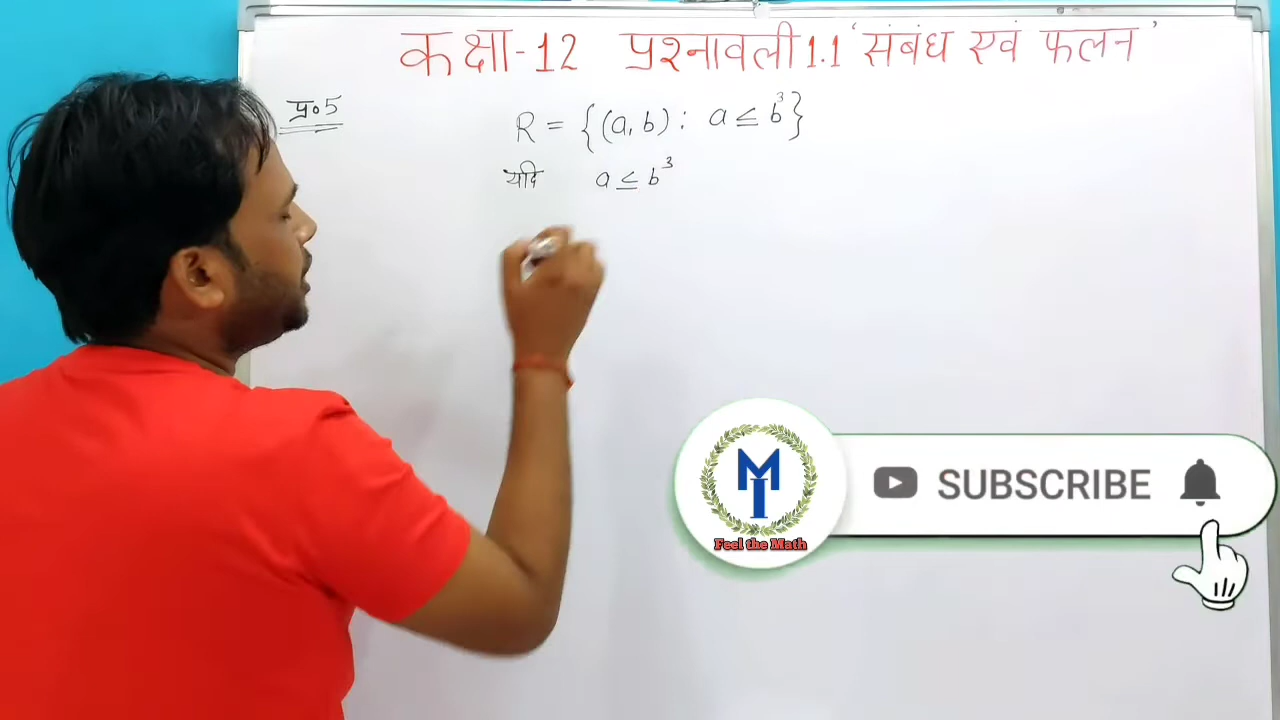 कक्षा-12 प्रश्नावली 1.1 'संबंध एवं फलन'
प्र०5
R = {(a, b) : a ≤ b³}
यदि a ≤ b³
MI
Feel the Math
SUBSCRIBE